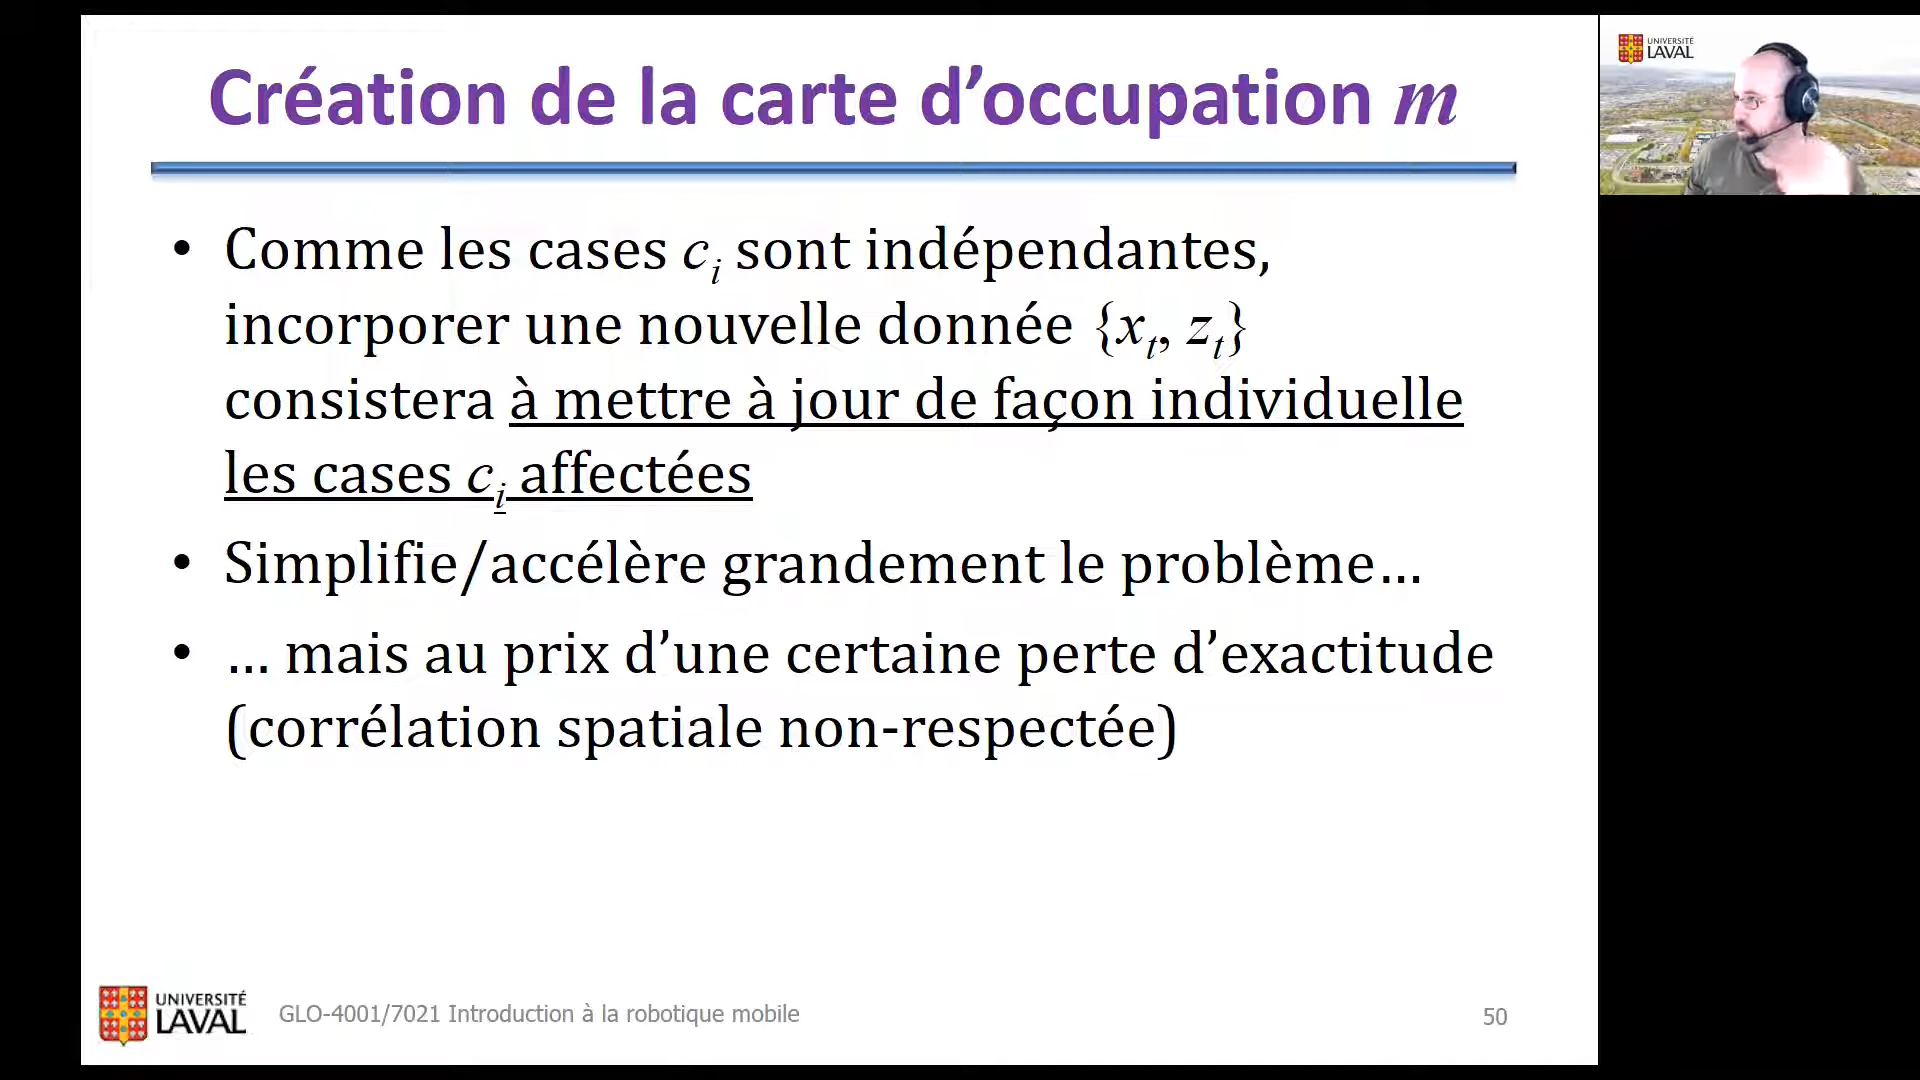 Création de la carte d’occupation m
• Comme les cases cᵢ sont indépendantes,
incorporer une nouvelle donnée {xₜ, zₜ}
consistera à mettre à jour de façon individuelle
les cases cᵢ affectées
• Simplifie/accélère grandement le problème…
• … mais au prix d’une certaine perte d’exactitude
(corrélation spatiale non-respectée)
UNIVERSITÉ
LAVAL
GLO-4001/7021 Introduction à la robotique mobile
50
UNIVERSITÉ
LAVAL